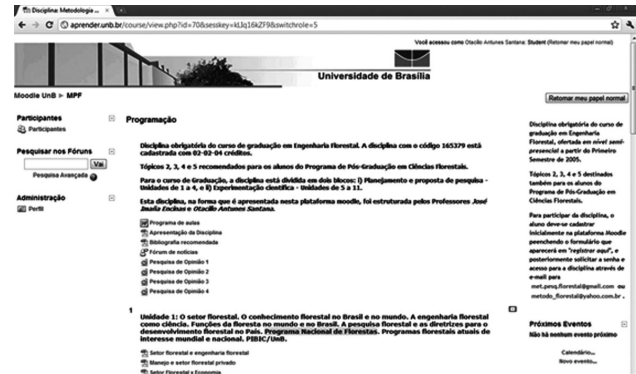 Disciplina: Metodologia ...
aprender.unb.br/course/view.php?id=70&sesskey=kLlq16kZF9&switchrole=5
Você acessou como Otacílio Antunes Santana: Student (Retornar meu papel normal)
Universidade de Brasília
Moodle UnB ► MPF
Retornar meu papel normal
Participantes
Participantes
Pesquisar nos Fóruns
Vai
Pesquisa Avançada
Administração
Perfil
Programação
Disciplina obrigatória do curso de graduação em Engenharia Florestal. A disciplina com o código 165379 está
cadastrada com 02-02-04 créditos.
Tópicos 2, 3, 4 e 5 recomendados para os alunos do Programa de Pós-Graduação em Ciências Florestais.
Para o curso de Graduação, a disciplina está dividida em dois blocos: i) Planejamento e proposta de pesquisa -
Unidades de 1 a 4, e ii) Experimentação científica - Unidades de 5 a 11.
Esta disciplina, na forma que é apresentada nesta plataforma moodle, foi estruturada pelos Professores José
Imaña Encinas e Otacílio Antunes Santana.
Programa de aulas
Apresentação da Disciplina
Bibliografia recomendada
Fórum de notícias
Pesquisa de Opinião 1
Pesquisa de Opinião 2
Pesquisa de Opinião 3
Pesquisa de Opinião 4
1
Unidade 1: O setor florestal. O conhecimento florestal no Brasil e no mundo. A engenharia florestal
como ciência. Funções da floresta no mundo e no Brasil. A pesquisa florestal e as diretrizes para o
desenvolvimento florestal no País. Programa Nacional de Florestas. Programas florestais atuais de
interesse mundial e nacional. PIBIC/UnB.
Setor florestal e engenharia florestal
Manejo e setor florestal privado
Setor Florestal x Economia
Disciplina obrigatória do curso de
graduação em Engenharia
Florestal, ofertada em nível semi-
presencial a partir do Primeiro
Semestre de 2005.
Tópicos 2, 3, 4 e 5 destinados
também para os alunos do
Programa de Pós-Graduação em
Ciências Florestais.
Para participar da disciplina, o
aluno deve-se cadastrar
inicialmente na plataforma Moodle
peenchendo o formulário que
aparecerá em "registrar aqui", e
posteriormente solicitar a senha e
acesso para a disciplina através de
e-mail para
met.pesq.florestal@gmail.com ou
metodo_florestal@yahoo.com.br .
Próximos Eventos
Não há nenhum evento próximo
Calendário...
Novo evento...